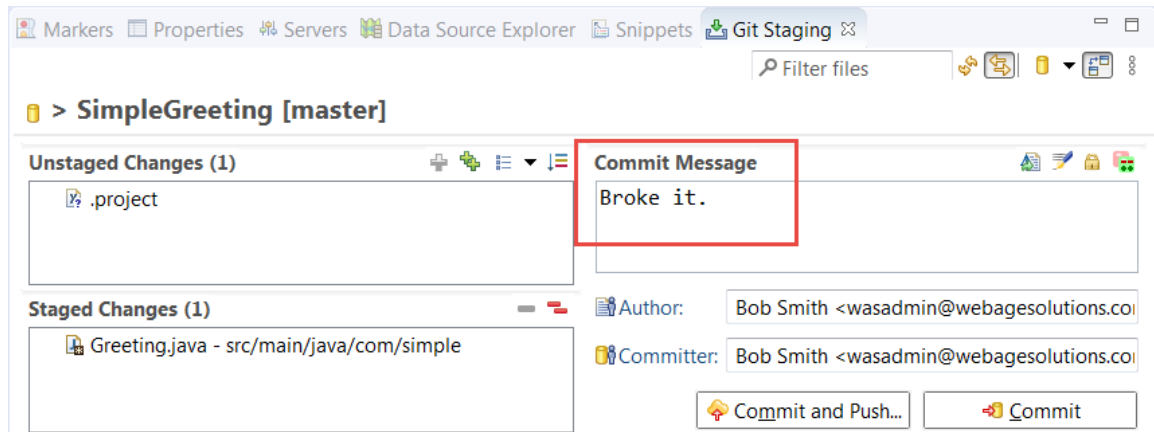 Markers Properties Servers Data Source Explorer Snippets Git Staging
Filter files
> SimpleGreeting [master]
Unstaged Changes (1)
.project
Staged Changes (1)
Greeting.java - src/main/java/com/simple
Commit Message
Broke it.
Author: Bob Smith <wasadmin@webagesolutions.co
Committer: Bob Smith <wasadmin@webagesolutions.co
Commit and Push... Commit